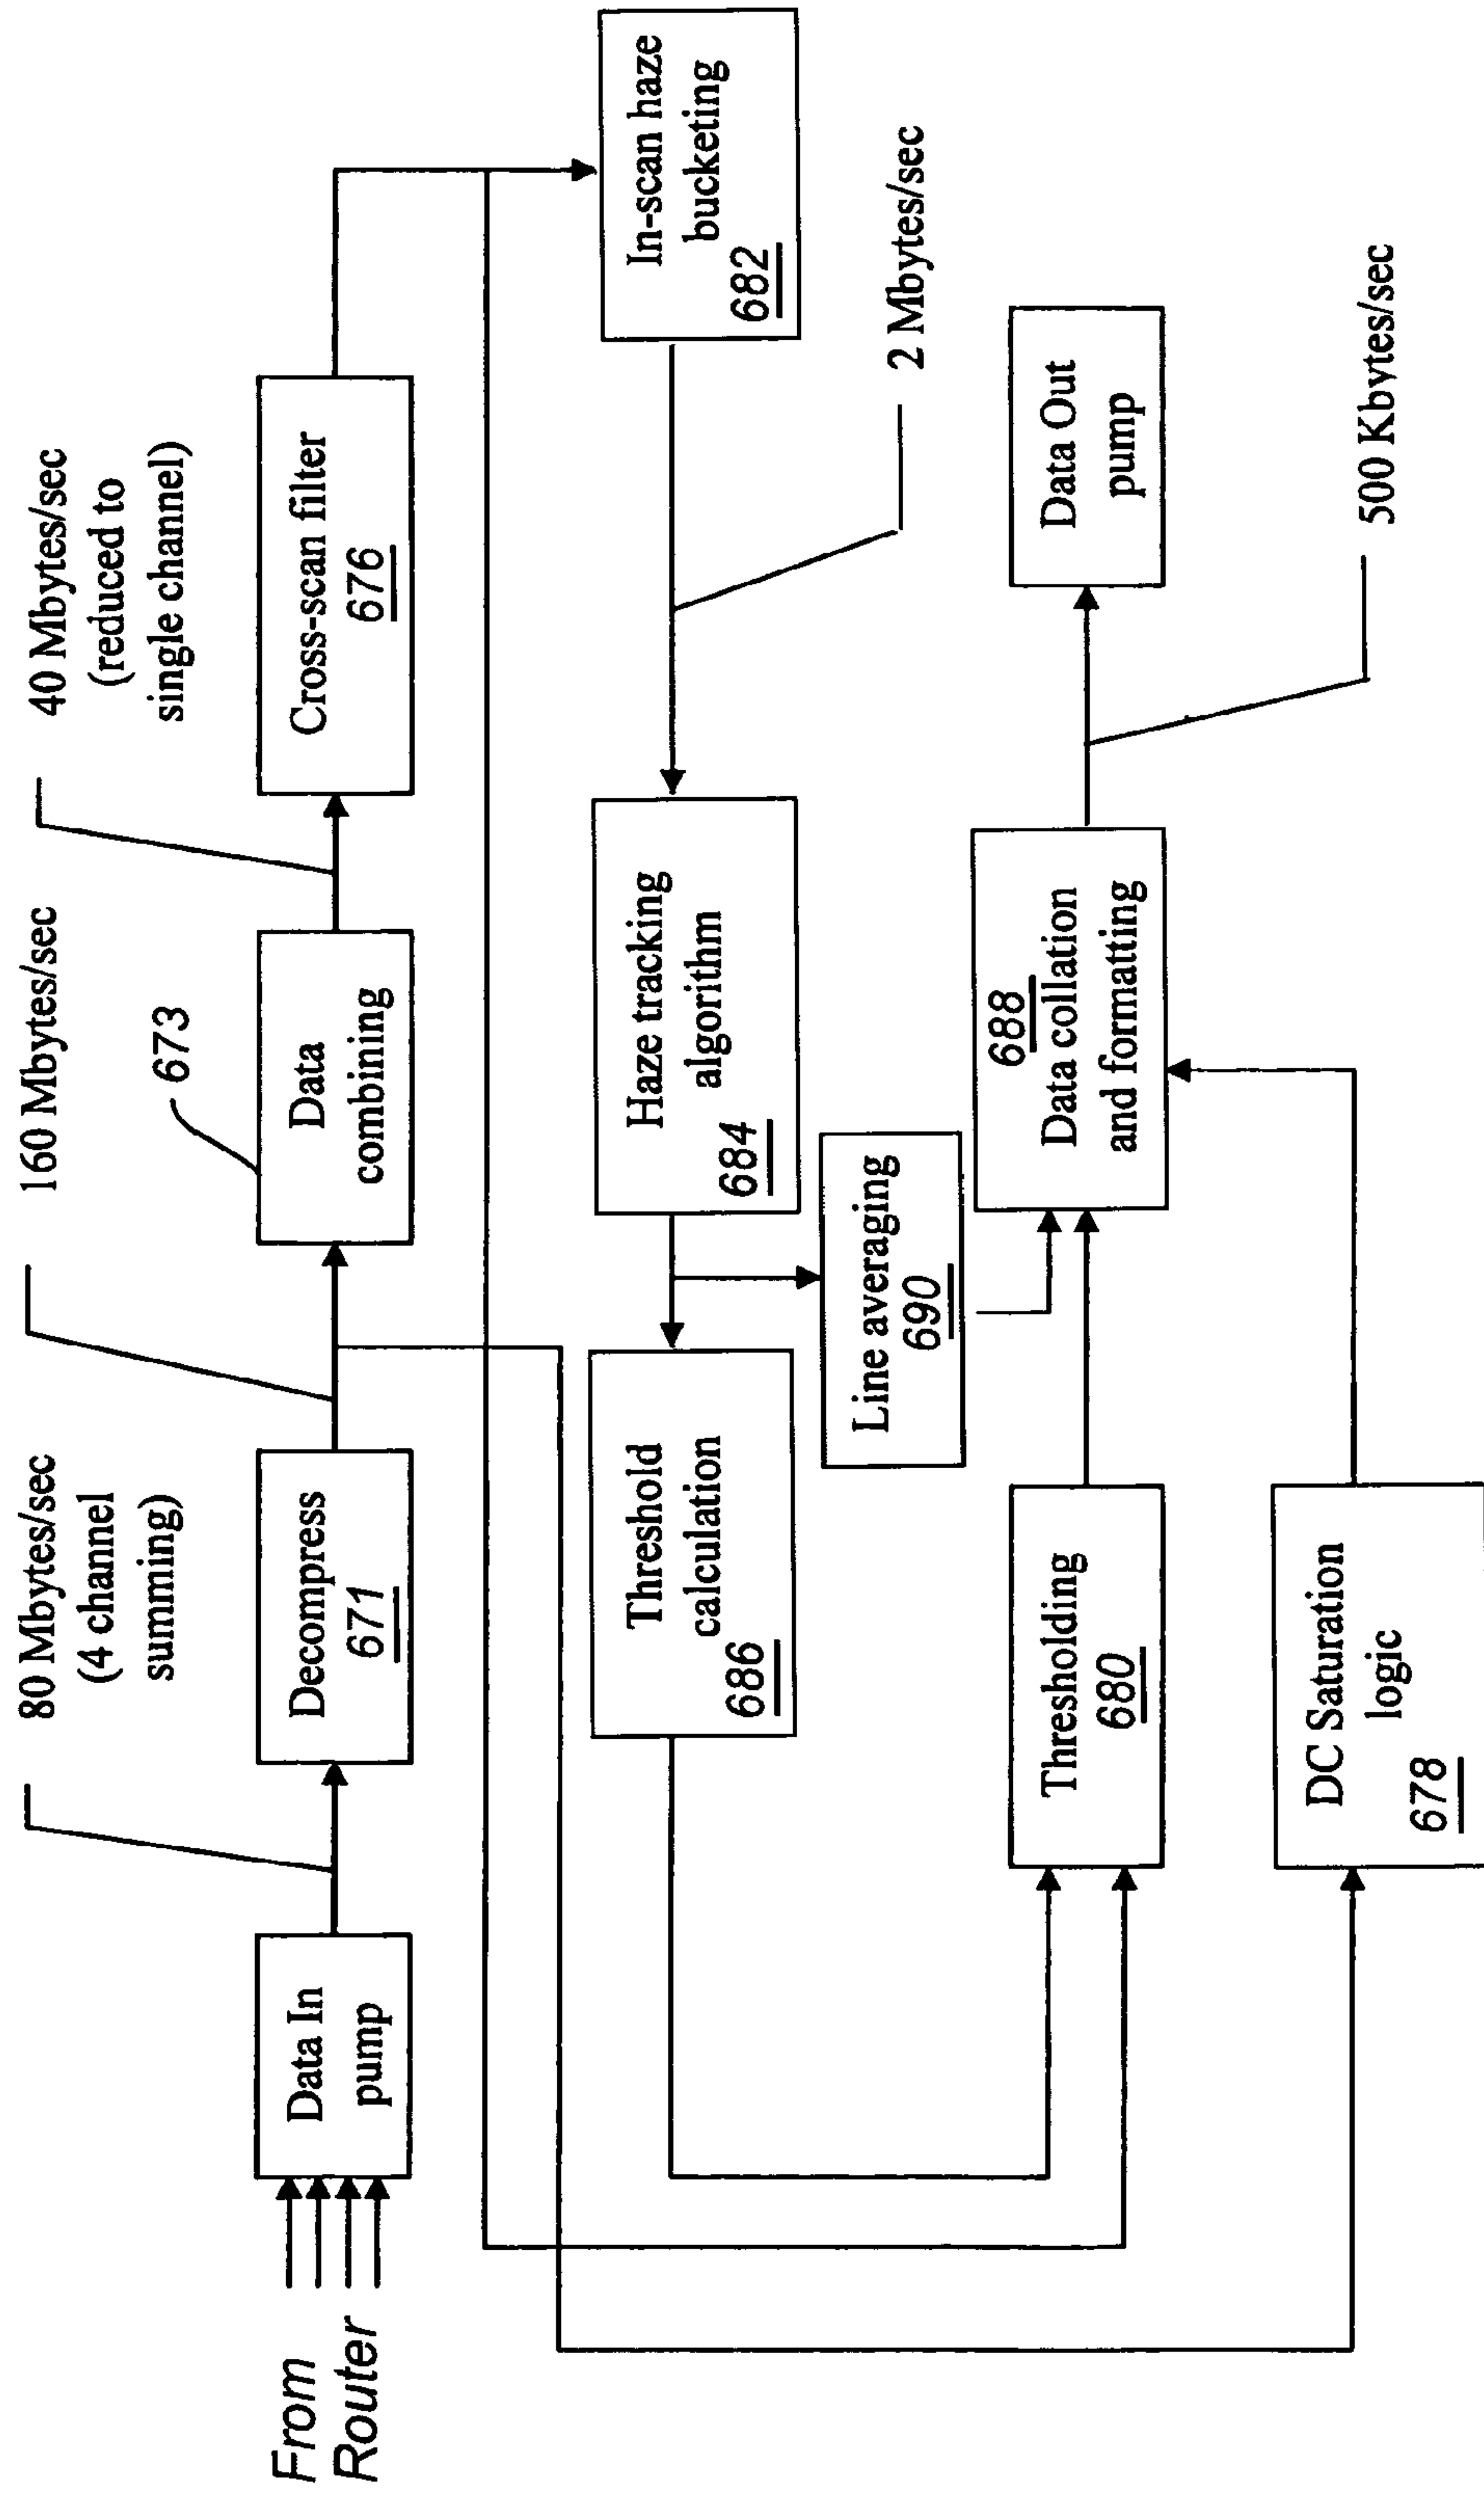 80 Mbytes/sec
(4 channel
summing)
160 Mbytes/sec
673
40 Mbytes/sec
(reduced to
single channel)
From
Router
Data In
pump
Decompress
671
Data
combining
Cross-scan filter
676
Threshold
calculation
686
Haze tracking
algorithm
684
In-scan haze
bucketing
682
Line averaging
690
2 Mbytes/sec
Thresholding
680
688
Data collation
and formatting
Data Out
pump
DC Saturation
logic
678
500 Kbytes/sec